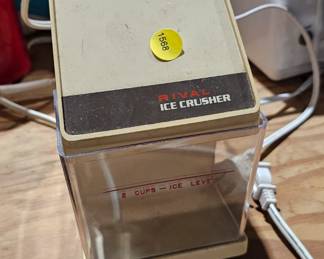 1568
RIVAL
ICE CRUSHER
2 CUPS — ICE LEVEL